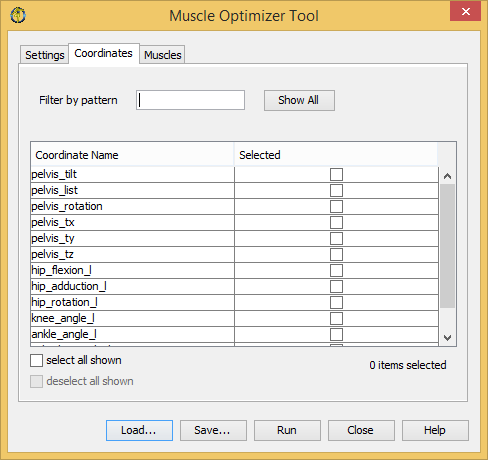 Muscle Optimizer Tool
Settings Coordinates Muscles
Filter by pattern Show All
Coordinate Name Selected
pelvis_tilt
pelvis_list
pelvis_rotation
pelvis_tx
pelvis_ty
pelvis_tz
hip_flexion_l
hip_adduction_l
hip_rotation_l
knee_angle_l
ankle_angle_l
select all shown
0 items selected
deselect all shown
Load... Save... Run Close Help